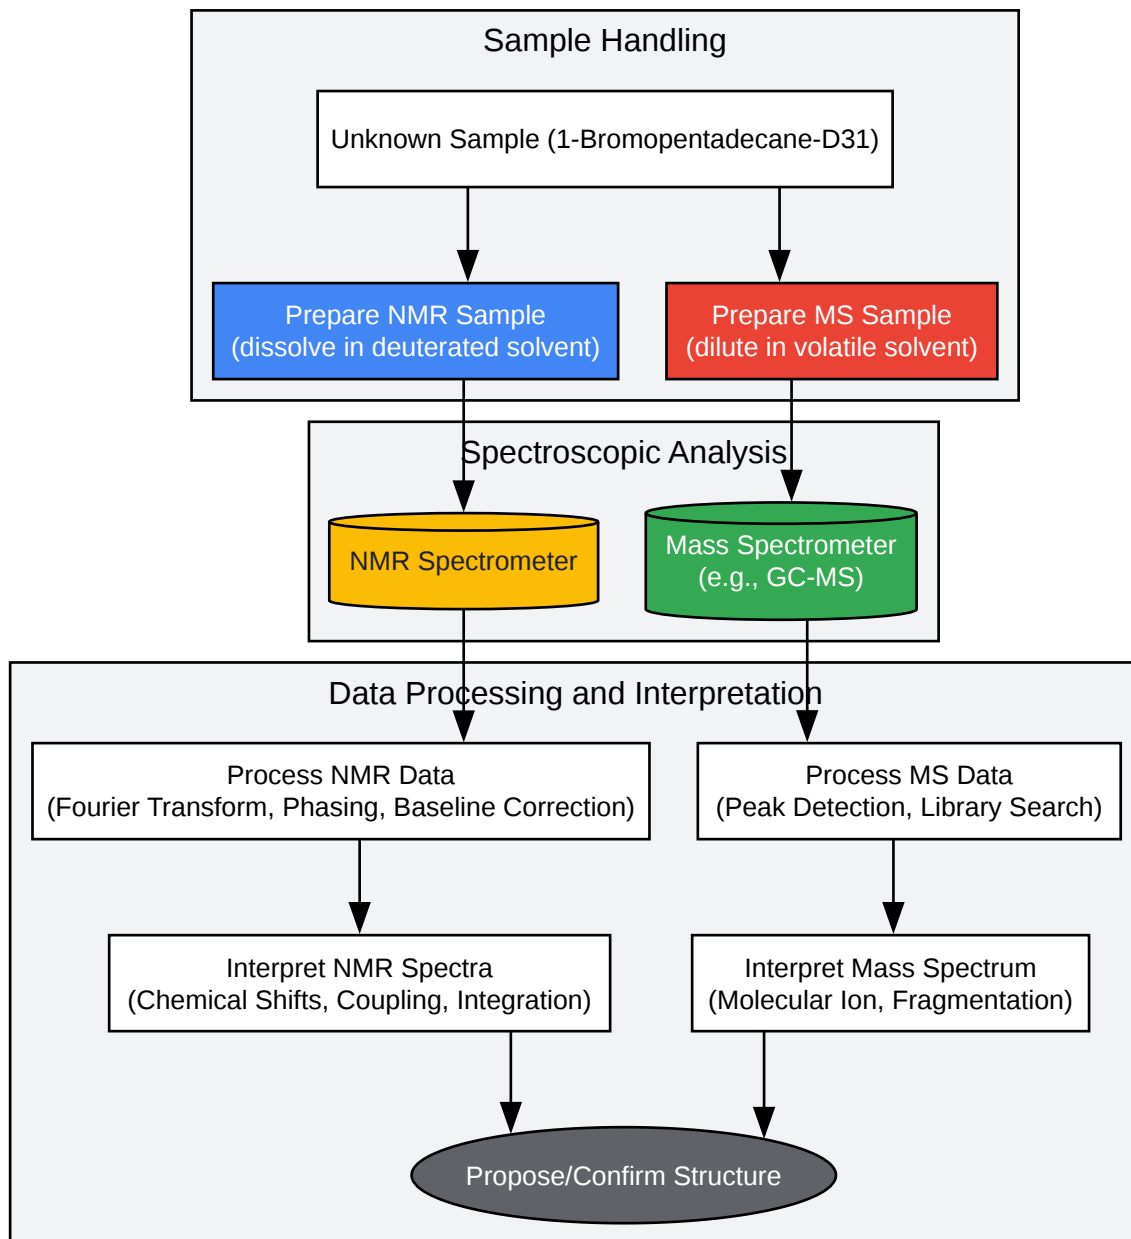 Sample Handling
Unknown Sample (1-Bromopentadecane-D31)
Prepare NMR Sample
(dissolve in deuterated solvent)
Prepare MS Sample
(dilute in volatile solvent)
Spectroscopic Analysis
NMR Spectrometer
Mass Spectrometer
(e.g., GC-MS)
Data Processing and Interpretation
Process NMR Data
(Fourier Transform, Phasing, Baseline Correction)
Process MS Data
(Peak Detection, Library Search)
Interpret NMR Spectra
(Chemical Shifts, Coupling, Integration)
Interpret Mass Spectrum
(Molecular Ion, Fragmentation)
Propose/Confirm Structure